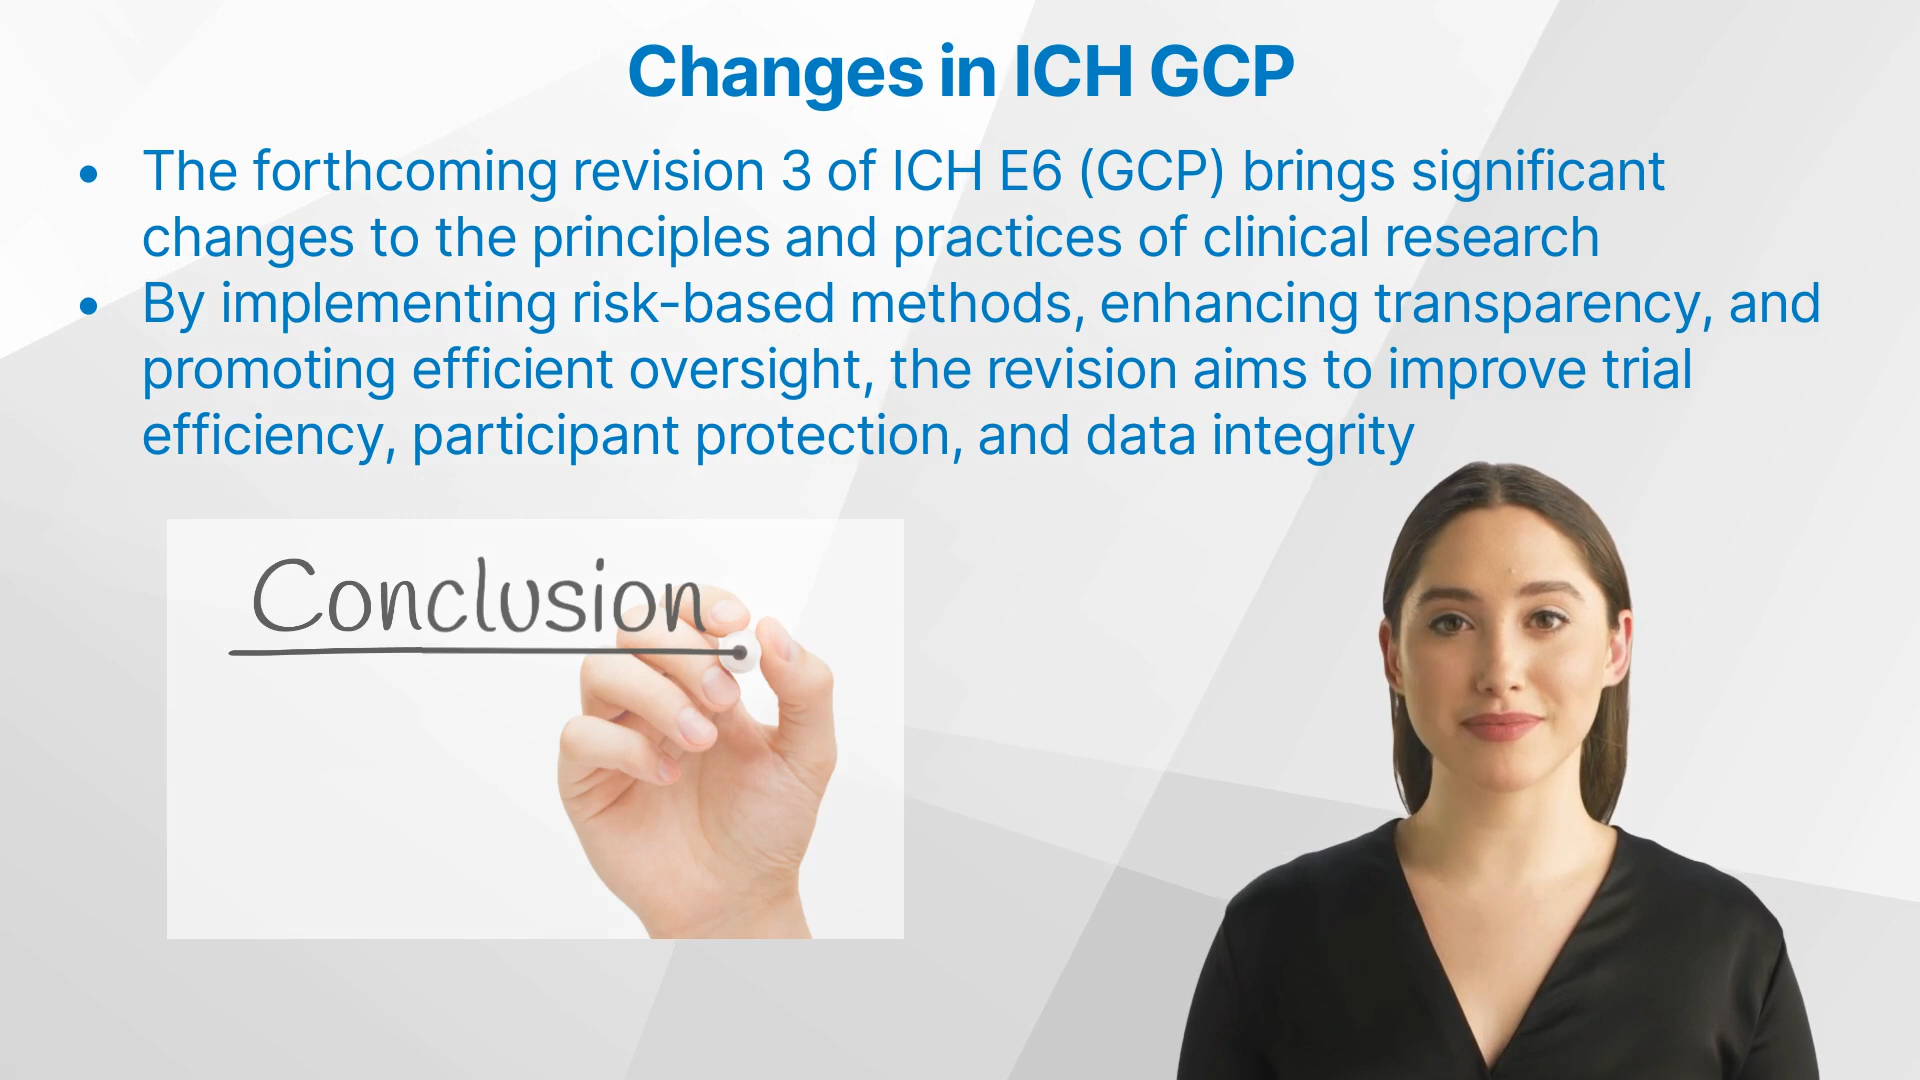 Changes in ICH GCP
• The forthcoming revision 3 of ICH E6 (GCP) brings significant
changes to the principles and practices of clinical research
• By implementing risk-based methods, enhancing transparency, and
promoting efficient oversight, the revision aims to improve trial
efficiency, participant protection, and data integrity
Conclusion